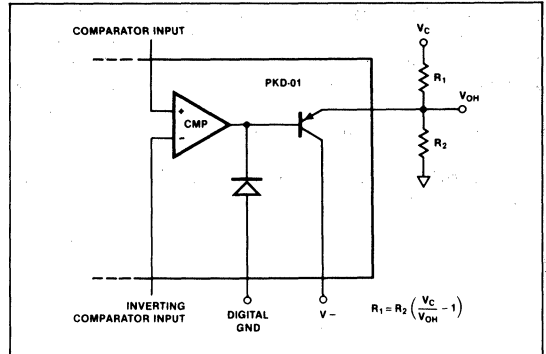 COMPARATOR INPUT
V_C
PKD-01
R_1
V_OH
+
CMP
−
R_2
INVERTING
COMPARATOR INPUT
DIGITAL
GND
V −
R_1 = R_2 ( V_C / V_OH − 1 )